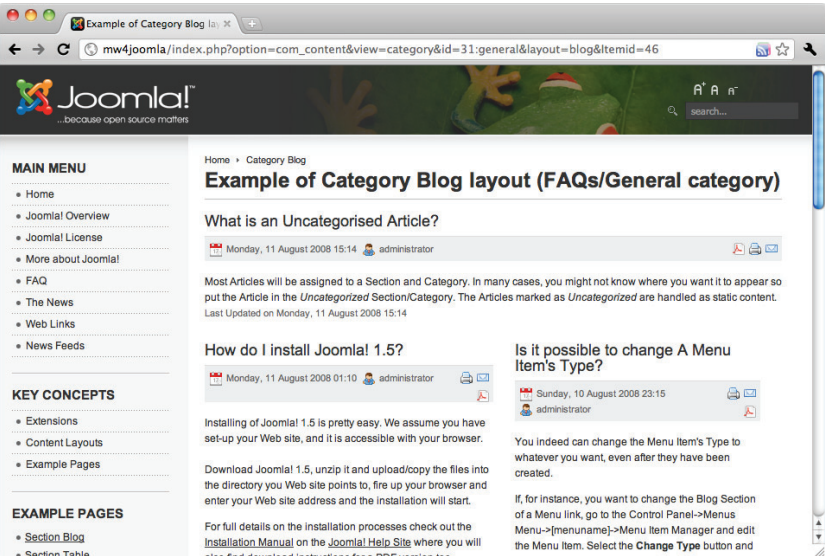 Example of Category Blog lay
mw4joomla/index.php?option=com_content&view=category&id=31:general&layout=blog&Itemid=46
Joomla!™
...because open source matters
A+ A A-
search...
MAIN MENU
Home
Joomla! Overview
Joomla! License
More about Joomla!
FAQ
The News
Web Links
News Feeds
KEY CONCEPTS
Extensions
Content Layouts
Example Pages
EXAMPLE PAGES
Section Blog
Section Table
Home › Category Blog
Example of Category Blog layout (FAQs/General category)
What is an Uncategorised Article?
Monday, 11 August 2008 15:14 administrator
Most Articles will be assigned to a Section and Category. In many cases, you might not know where you want it to appear so
put the Article in the Uncategorized Section/Category. The Articles marked as Uncategorized are handled as static content.
Last Updated on Monday, 11 August 2008 15:14
How do I install Joomla! 1.5?
Monday, 11 August 2008 01:10 administrator
Installing of Joomla! 1.5 is pretty easy. We assume you have
set-up your Web site, and it is accessible with your browser.
Download Joomla! 1.5, unzip it and upload/copy the files into
the directory you Web site points to, fire up your browser and
enter your Web site address and the installation will start.
For full details on the installation processes check out the
Installation Manual on the Joomla! Help Site where you will
also find download instructions for a PDF version too.
Is it possible to change A Menu
Item's Type?
Sunday, 10 August 2008 23:15
administrator
You indeed can change the Menu Item's Type to
whatever you want, even after they have been
created.
If, for instance, you want to change the Blog Section
of a Menu link, go to the Control Panel->Menus
Menu->[menuname]->Menu Item Manager and edit
the Menu Item. Select the Change Type button and